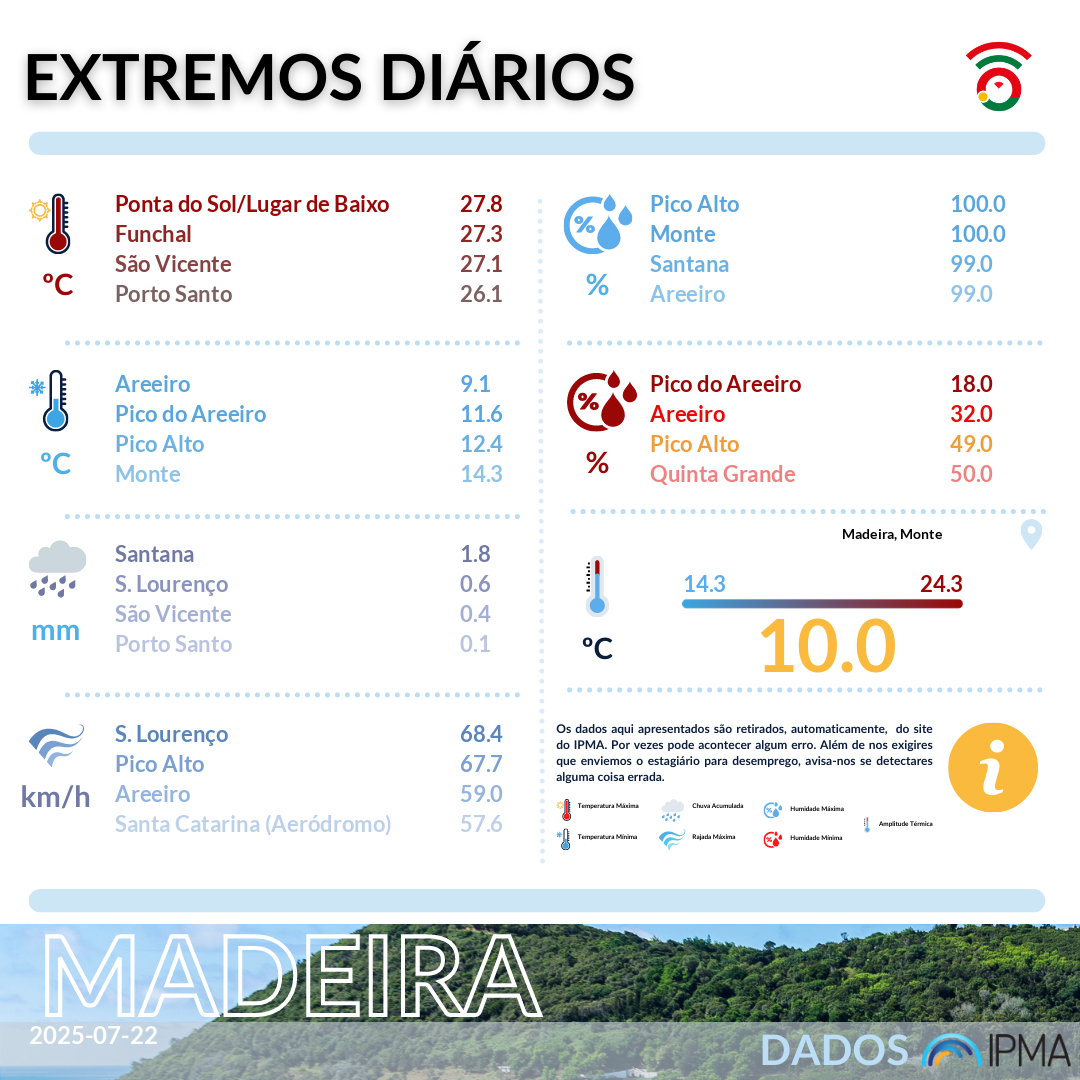 EXTREMOS DIÁRIOS
ºC
Ponta do Sol/Lugar de Baixo 27.8
Funchal 27.3
São Vicente 27.1
Porto Santo 26.1
ºC
Areeiro 9.1
Pico do Areeiro 11.6
Pico Alto 12.4
Monte 14.3
mm
Santana 1.8
S. Lourenço 0.6
São Vicente 0.4
Porto Santo 0.1
km/h
S. Lourenço 68.4
Pico Alto 67.7
Areeiro 59.0
Santa Catarina (Aeródromo) 57.6
%
%
Pico Alto 100.0
Monte 100.0
Santana 99.0
Areeiro 99.0
%
%
Pico do Areeiro 18.0
Areeiro 32.0
Pico Alto 49.0
Quinta Grande 50.0
Madeira, Monte
ºC
14.3 24.3
10.0
Os dados aqui apresentados são retirados, automaticamente, do site
do IPMA. Por vezes pode acontecer algum erro. Além de nos exigires
que enviemos o estagiário para desemprego, avisa-nos se detectares
alguma coisa errada.
i
Temperatura Máxima Chuva Acumulada Humidade Máxima
Amplitude Térmica
Temperatura Mínima Rajada Máxima Humidade Mínima
MADEIRA
2025-07-22
DADOS IPMA